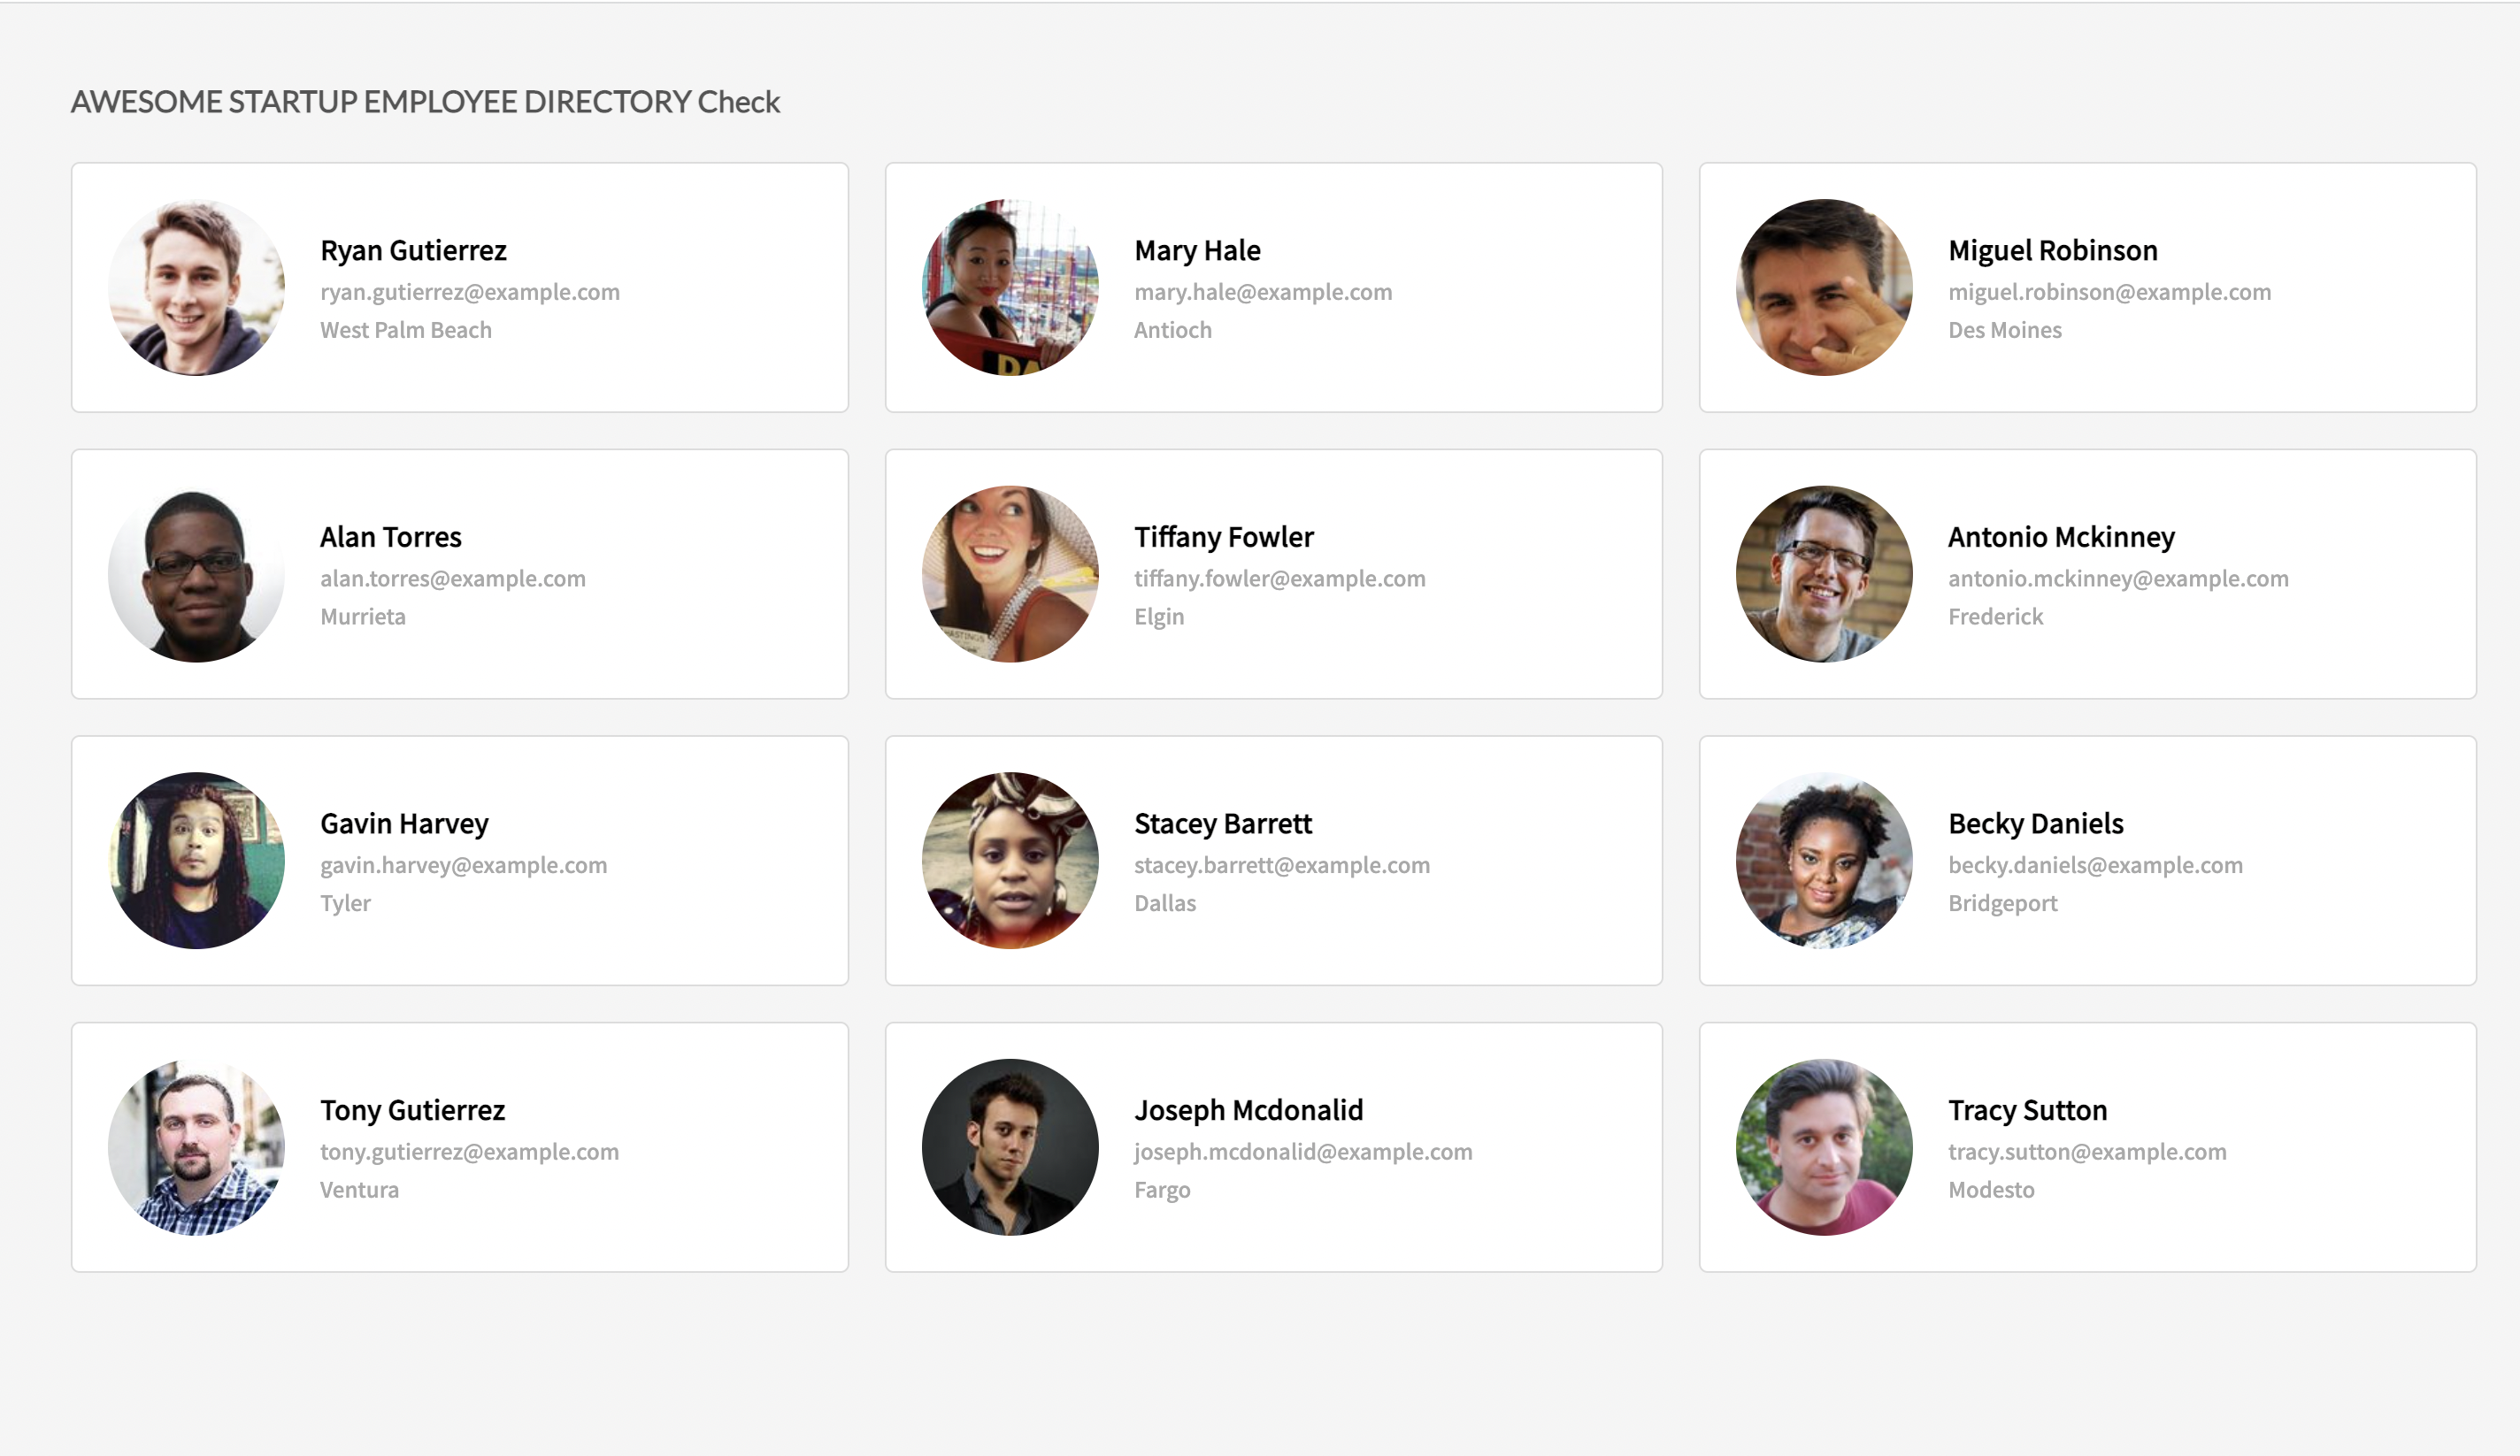 AWESOME STARTUP EMPLOYEE DIRECTORY Check
Ryan Gutierrez
ryan.gutierrez@example.com
West Palm Beach
Mary Hale
mary.hale@example.com
Antioch
Miguel Robinson
miguel.robinson@example.com
Des Moines
Alan Torres
alan.torres@example.com
Murrieta
Tiffany Fowler
tiffany.fowler@example.com
Elgin
Antonio Mckinney
antonio.mckinney@example.com
Frederick
Gavin Harvey
gavin.harvey@example.com
Tyler
Stacey Barrett
stacey.barrett@example.com
Dallas
Becky Daniels
becky.daniels@example.com
Bridgeport
Tony Gutierrez
tony.gutierrez@example.com
Ventura
Joseph Mcdonalid
joseph.mcdonalid@example.com
Fargo
Tracy Sutton
tracy.sutton@example.com
Modesto